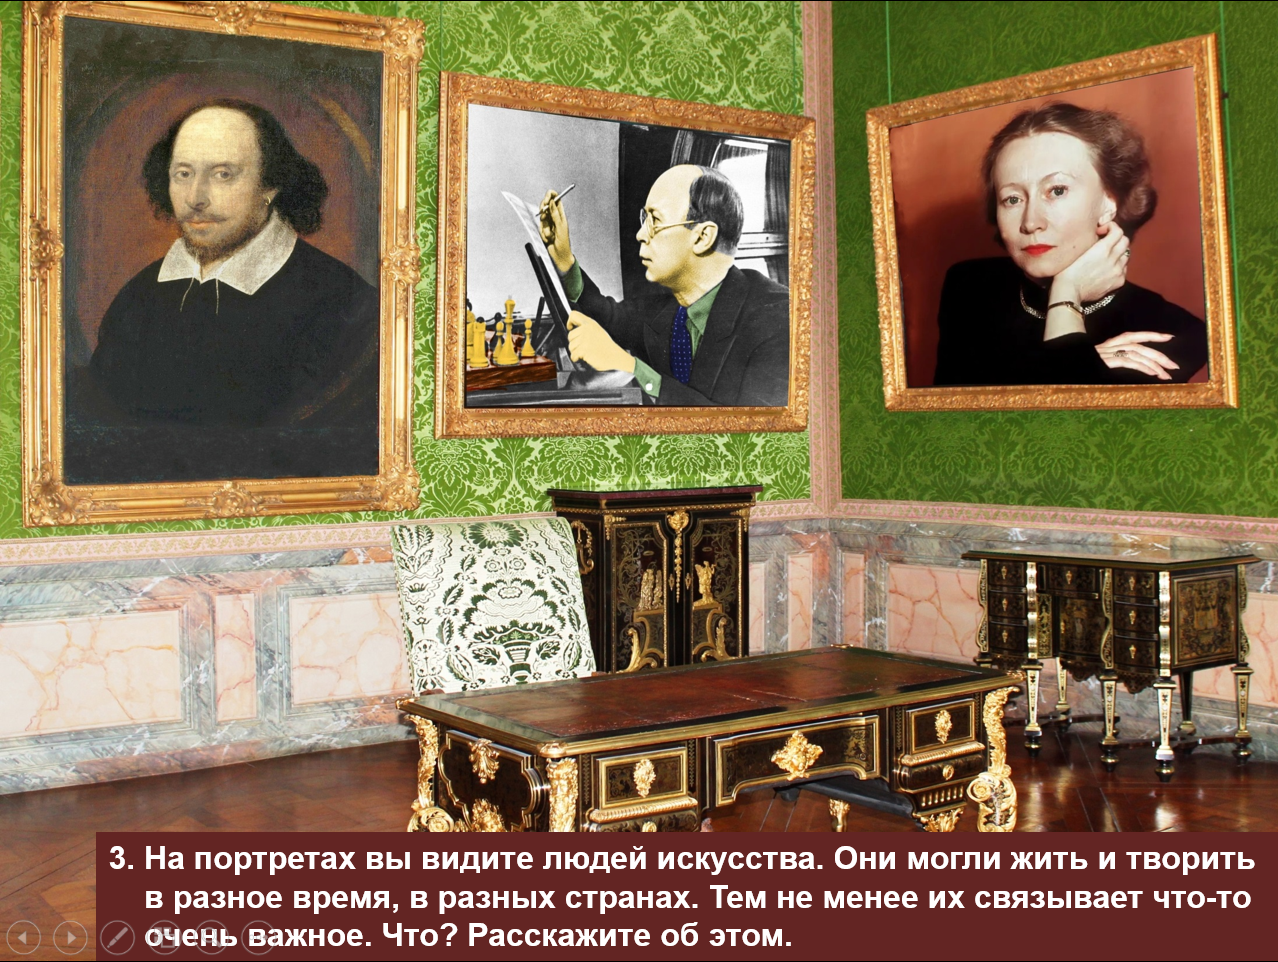 3. На портретах вы видите людей искусства. Они могли жить и творить
в разное время, в разных странах. Тем не менее их связывает что-то
очень важное. Что? Расскажите об этом.